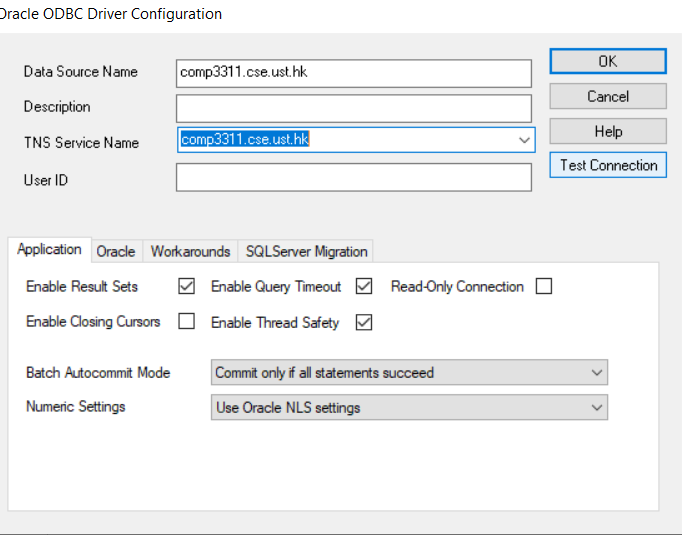 Oracle ODBC Driver Configuration
Data Source Name comp3311.cse.ust.hk OK
Description Cancel
TNS Service Name comp3311.cse.ust.hk Help
User ID Test Connection
Application Oracle Workarounds SQLServer Migration
Enable Result Sets Enable Query Timeout Read-Only Connection
Enable Closing Cursors Enable Thread Safety
Batch Autocommit Mode Commit only if all statements succeed
Numeric Settings Use Oracle NLS settings